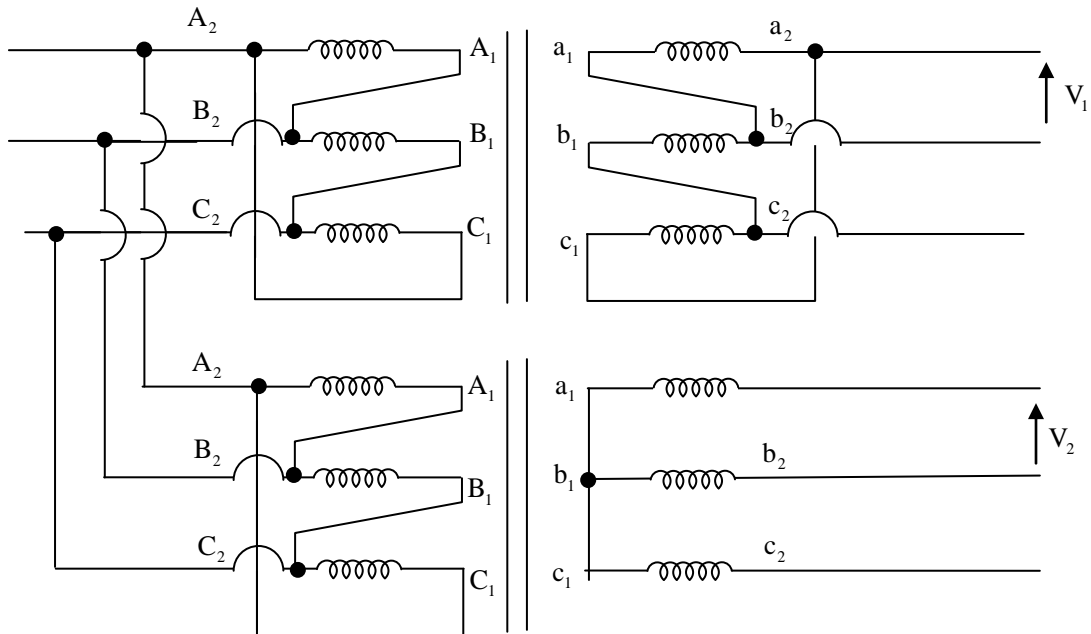 A₂ A₁ a₁ a₂
V₁
B₂ B₁ b₁ b₂
C₂ C₁ c₁ c₂
A₂ A₁ a₁
V₂
B₂ B₁ b₁ b₂
C₂ C₁ c₁ c₂